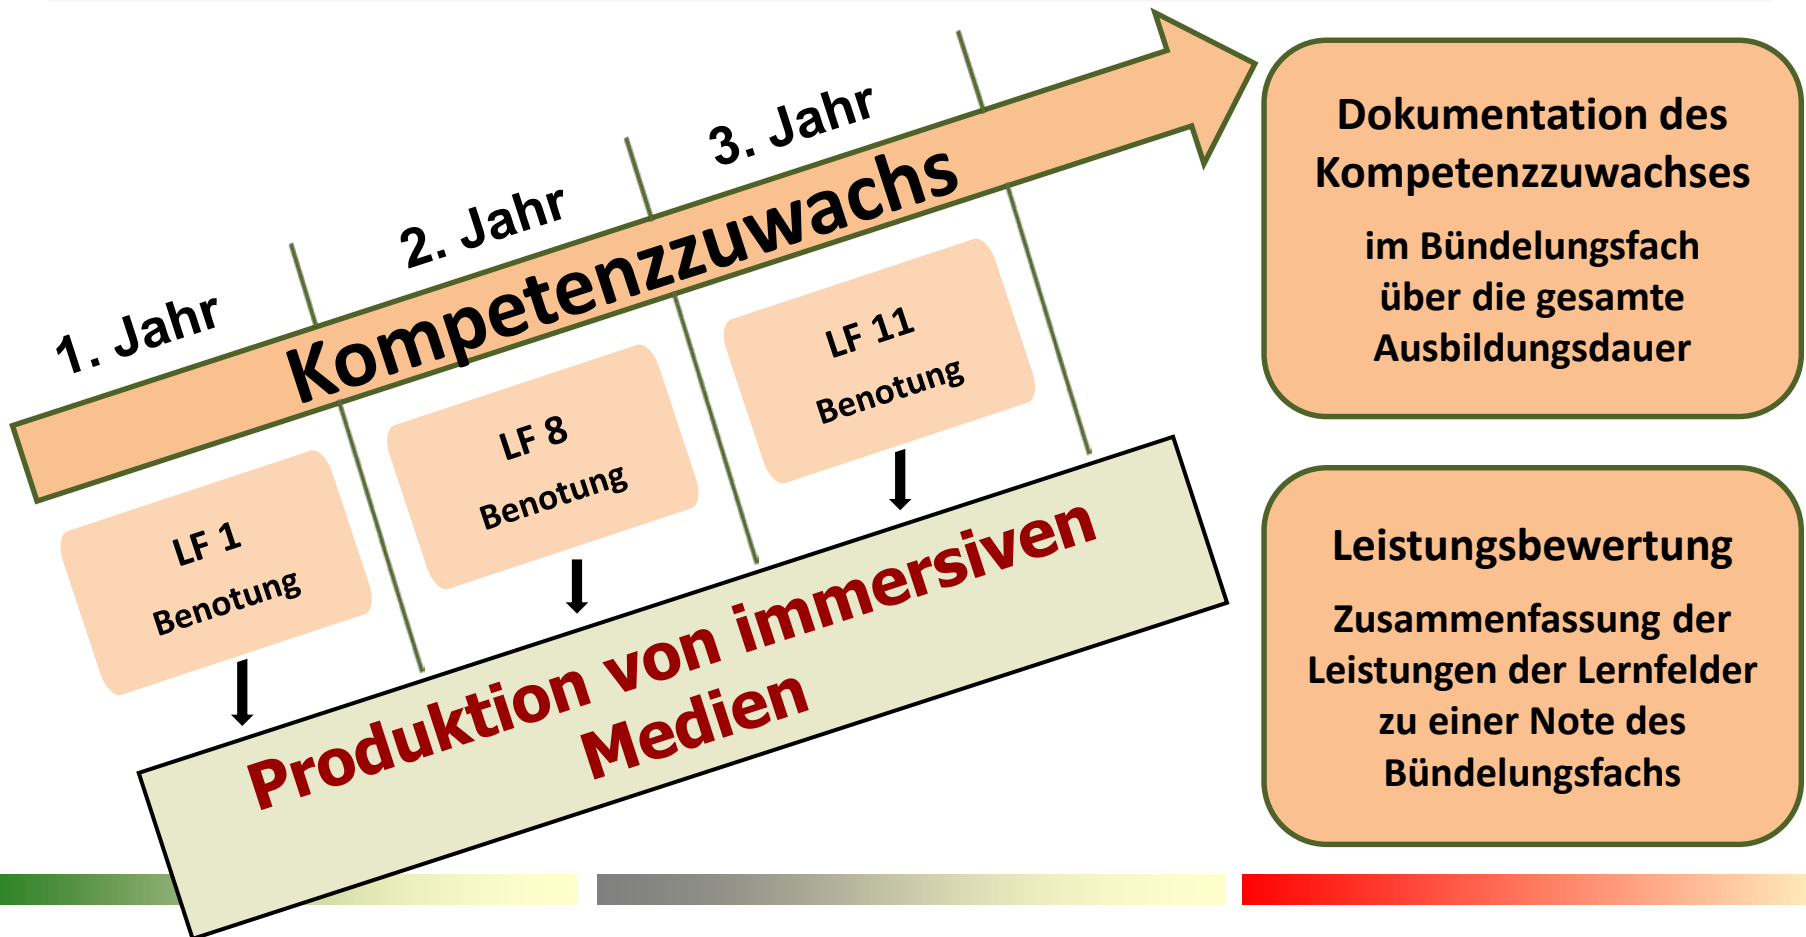 1. Jahr
2. Jahr
3. Jahr
Kompetenzzuwachs
LF 1
Benotung
LF 8
Benotung
LF 11
Benotung
Produktion von immersiven
Medien
Dokumentation des
Kompetenzzuwachses
im Bündelungsfach
über die gesamte
Ausbildungsdauer
Leistungsbewertung
Zusammenfassung der
Leistungen der Lernfelder
zu einer Note des
Bündelungsfachs